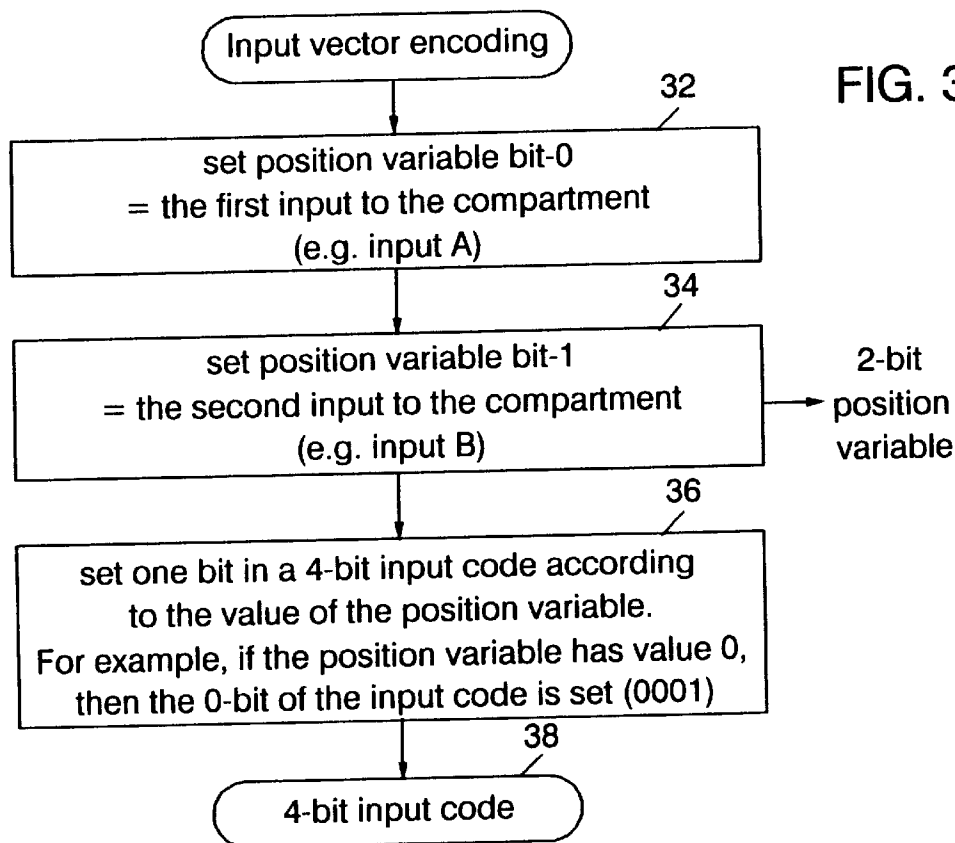 Input vector encoding
FIG. 3
32
set position variable bit-0
= the first input to the compartment
(e.g. input A)
34
set position variable bit-1
= the second input to the compartment
(e.g. input B)
2-bit
position
variable
36
set one bit in a 4-bit input code according
to the value of the position variable.
For example, if the position variable has value 0,
then the 0-bit of the input code is set (0001)
38
4-bit input code